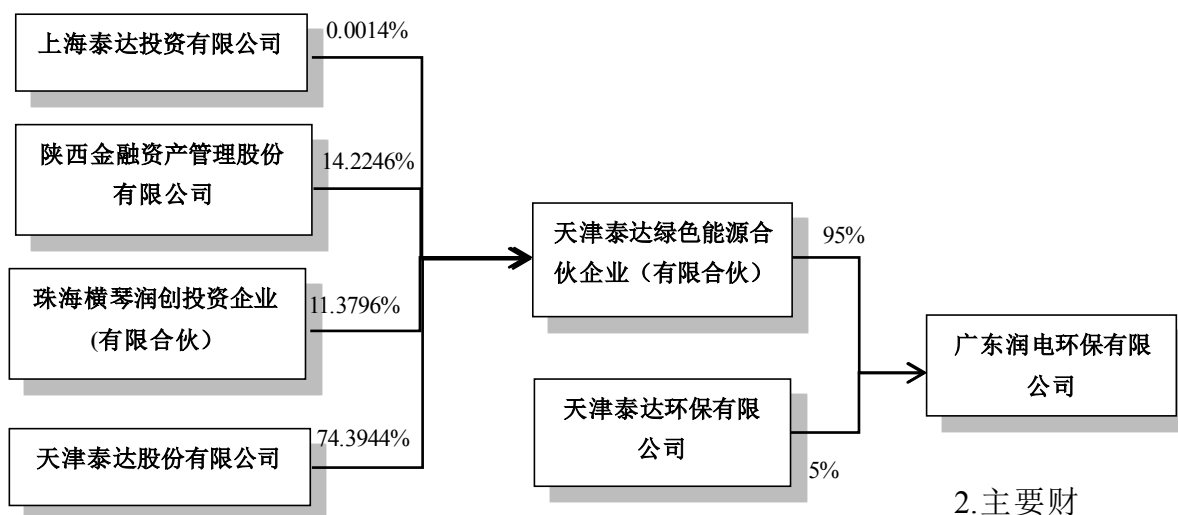 上海泰达投资有限公司
0.0014%
陕西金融资产管理股份
有限公司
14.2246%
珠海横琴润创投资企业
(有限合伙）
11.3796%
天津泰达股份有限公司
74.3944%
天津泰达绿色能源合
伙企业（有限合伙）
95%
天津泰达环保有限
公司
5%
广东润电环保有限
公司
2.主要财